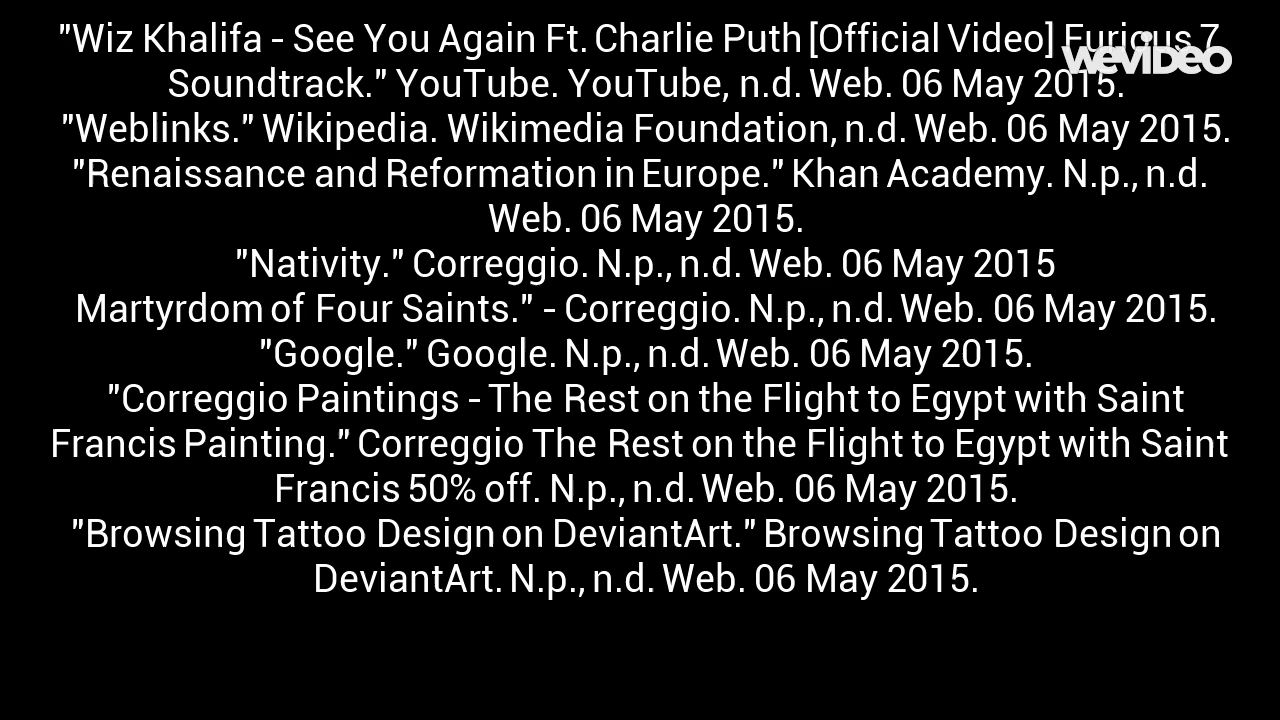 "Wiz Khalifa - See You Again Ft. Charlie Puth [Official Video] Furious 7
WeVideo
Soundtrack." YouTube. YouTube, n.d. Web. 06 May 2015.
"Weblinks." Wikipedia. Wikimedia Foundation, n.d. Web. 06 May 2015.
"Renaissance and Reformation in Europe." Khan Academy. N.p., n.d.
Web. 06 May 2015.
"Nativity." Correggio. N.p., n.d. Web. 06 May 2015
Martyrdom of Four Saints." - Correggio. N.p., n.d. Web. 06 May 2015.
"Google." Google. N.p., n.d. Web. 06 May 2015.
"Correggio Paintings - The Rest on the Flight to Egypt with Saint
Francis Painting." Correggio The Rest on the Flight to Egypt with Saint
Francis 50% off. N.p., n.d. Web. 06 May 2015.
"Browsing Tattoo Design on DeviantArt." Browsing Tattoo Design on
DeviantArt. N.p., n.d. Web. 06 May 2015.